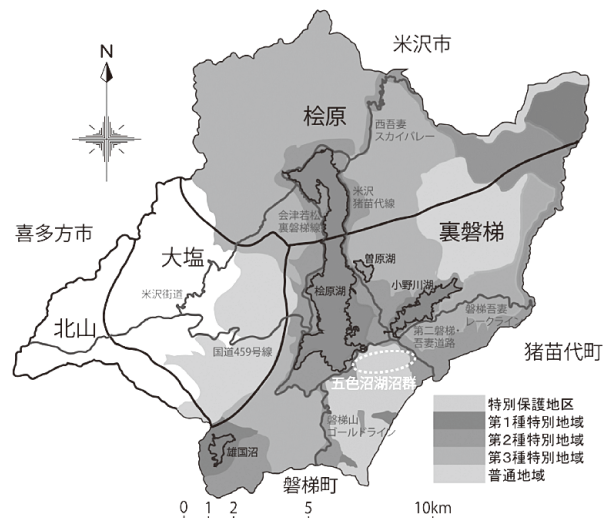 米沢市
N
桧原
西吾妻
スカイバレー
米沢
猪苗代線
会津若松
裏磐梯線
裏磐梯
喜多方市
大塩
曽原湖
小野川湖
桧原湖
米沢街道
磐梯吾妻
レークライン
北山
第二磐梯・
吾妻道路
国道459号線
猪苗代町
五色沼湖沼群
磐梯山
ゴールドライン
雄国沼
磐梯町
特別保護地区
第1種特別地域
第2種特別地域
第3種特別地域
普通地域
0 1 2 5 10km